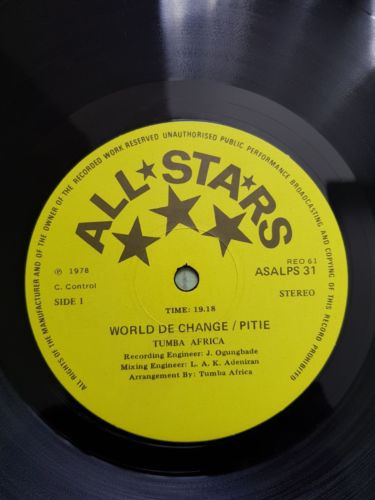 ALL RIGHTS OF THE MANUFACTURER AND OF THE OWNER OF THE RECORDED WORK RESERVED UNAUTHORISED PUBLIC PERFORMANCE BROADCASTING AND COPYING OF THIS RECORD PROHIBITED
ALL★STARS
REO 61
℗ 1978
ASALPS 31
C. Control
SIDE 1
STEREO
TIME: 19.18
WORLD DE CHANGE / PITIE
TUMBA AFRICA
Recording Engineer: J. Ogungbade
Mixing Engineer: L. A. K. Adeniran
Arrangement By: Tumba Africa